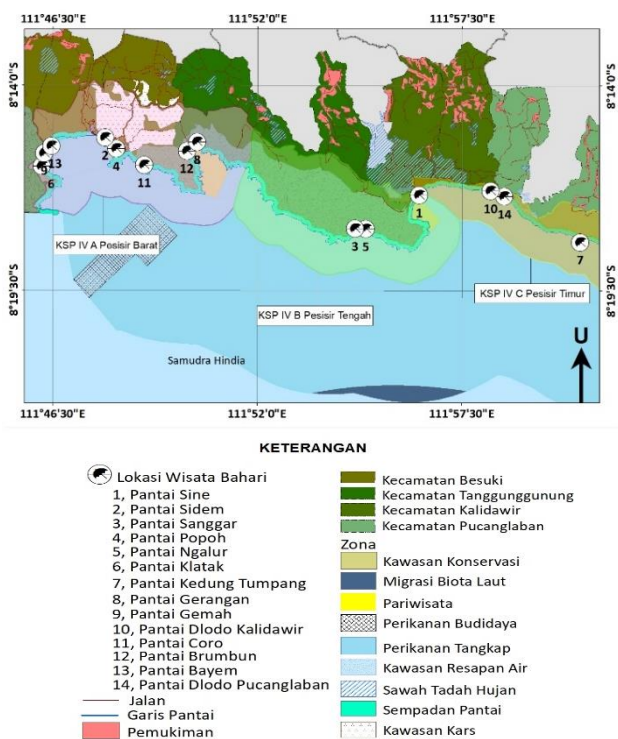 111°46'30"E 111°52'0"E 111°57'30"E
8°14'0"S 8°14'0"S
13
9
6
2
4
11
12
8
3 5
1
10
14
7
KSP IV A Pesisir Barat
KSP IV B Pesisir Tengah
KSP IV C Pesisir Timur
8°19'30"S 8°19'30"S
Samudra Hindia
U
111°46'30"E 111°52'0"E 111°57'30"E
KETERANGAN
Lokasi Wisata Bahari
1, Pantai Sine
2, Pantai Sidem
3, Pantai Sanggar
4, Pantai Popoh
5, Pantai Ngalur
6, Pantai Klatak
7, Pantai Kedung Tumpang
8, Pantai Gerangan
9, Pantai Gemah
10, Pantai Dlodo Kalidawir
11, Pantai Coro
12, Pantai Brumbun
13, Pantai Bayem
14, Pantai Dlodo Pucanglaban
Jalan
Garis Pantai
Pemukiman
Kecamatan Besuki
Kecamatan Tanggunggunung
Kecamatan Kalidawir
Kecamatan Pucanglaban
Zona
Kawasan Konservasi
Migrasi Biota Laut
Pariwisata
Perikanan Budidaya
Perikanan Tangkap
Kawasan Resapan Air
Sawah Tadah Hujan
Sempadan Pantai
Kawasan Kars